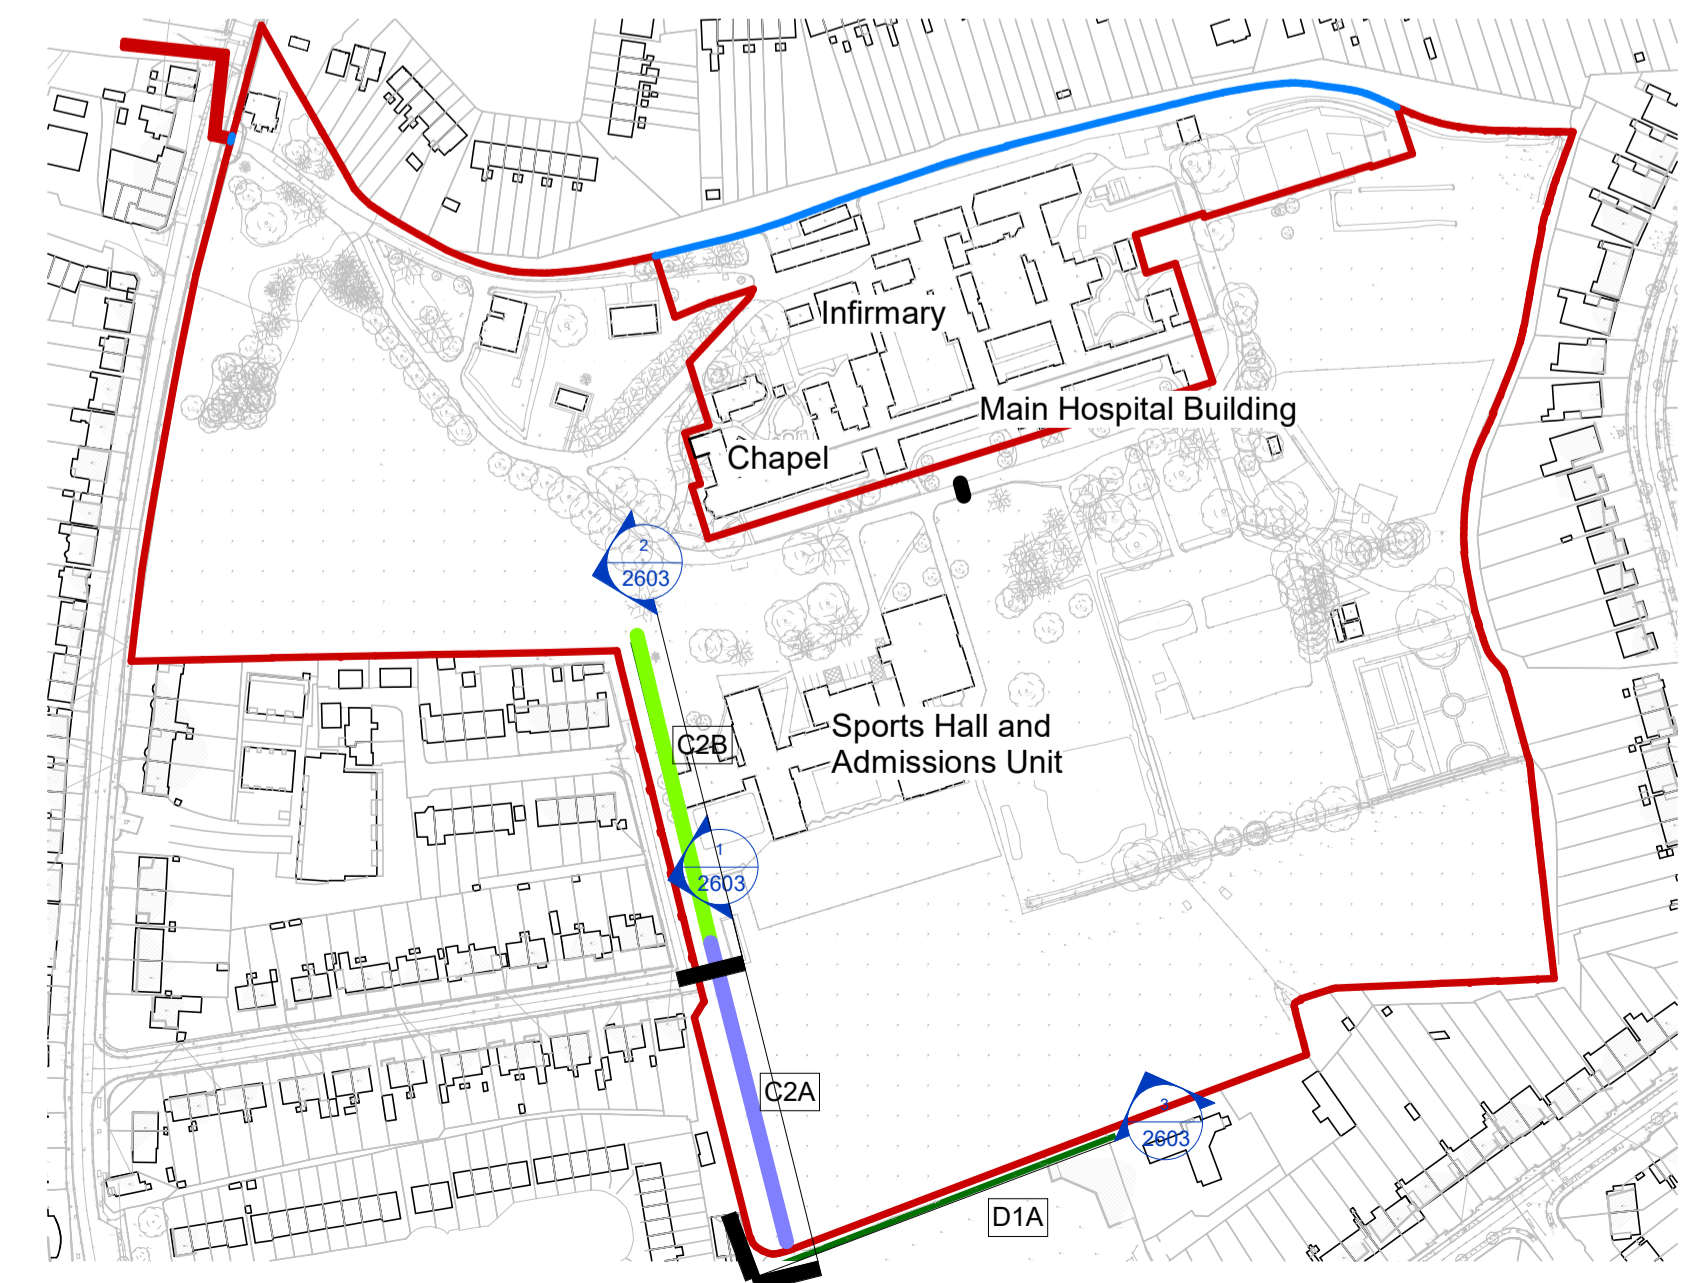 Infirmary
Main Hospital Building
Chapel
2
2603
Sports Hall and
Admissions Unit
C2B
1
2603
C2A
3
2603
D1A